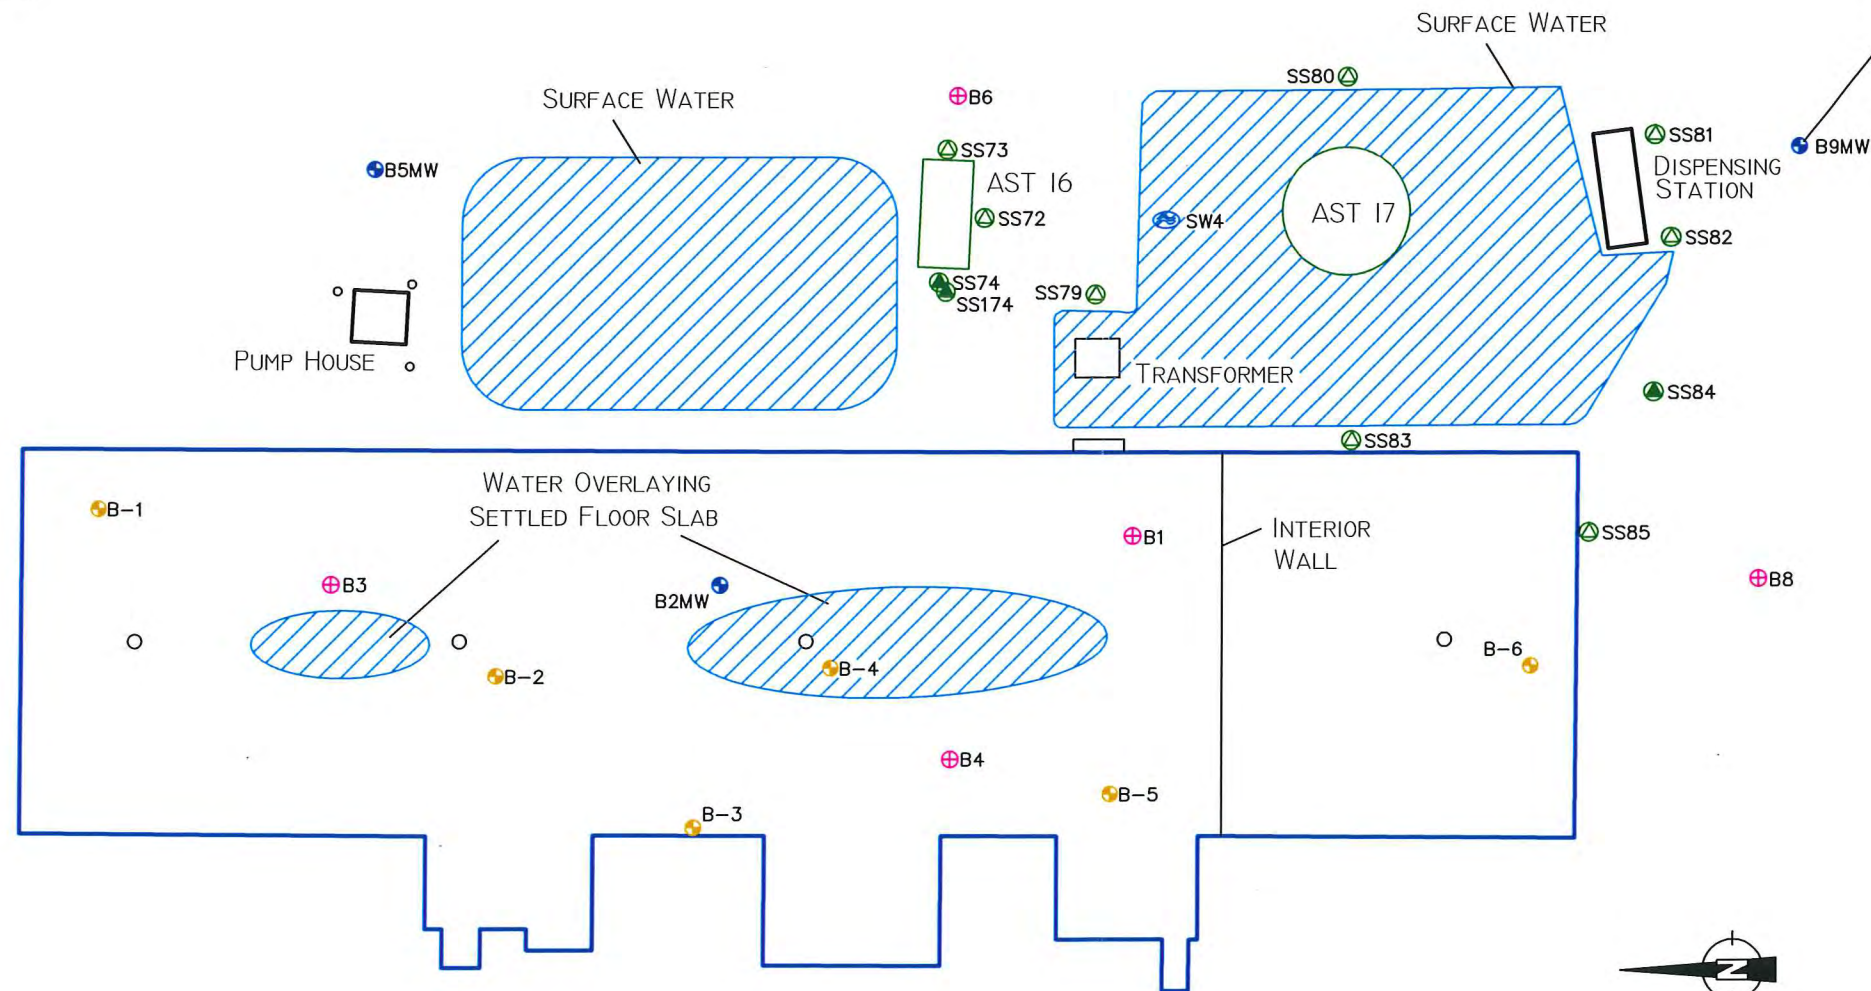 SURFACE WATER
SS80
SURFACE WATER
B6
SS81
B9MW
SS73
DISPENSING
STATION
B5MW
AST 16
SS72
SW4
AST 17
SS82
SS74
SS174
SS79
PUMP HOUSE
TRANSFORMER
SS84
SS83
WATER OVERLAYING
SETTLED FLOOR SLAB
B-1
INTERIOR
WALL
B1
SS85
B3
B2MW
B8
B-2
B-4
B-6
B4
B-5
B-3
N